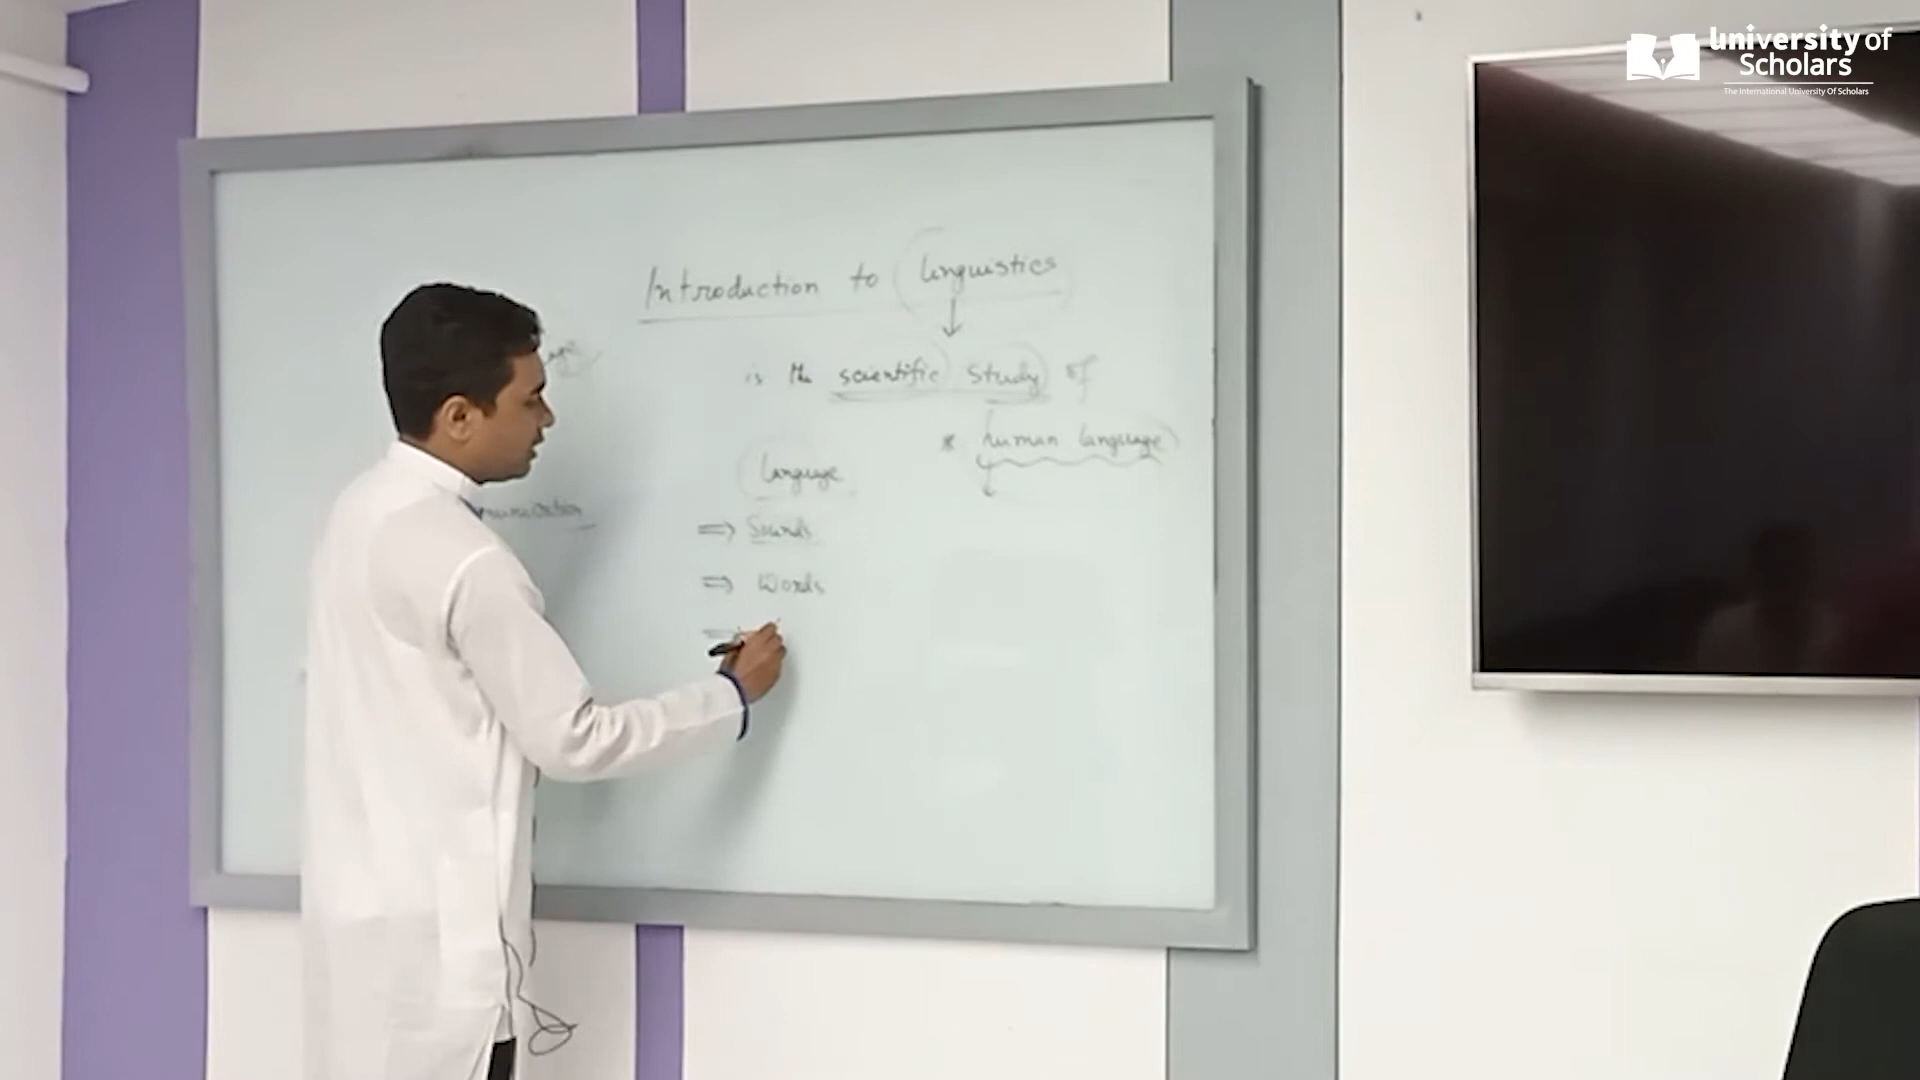 University of
Scholars
The International University Of Scholars
Introduction to linguistics
is the scientific study of
* human language
Language
⇒ Sounds
⇒ Words